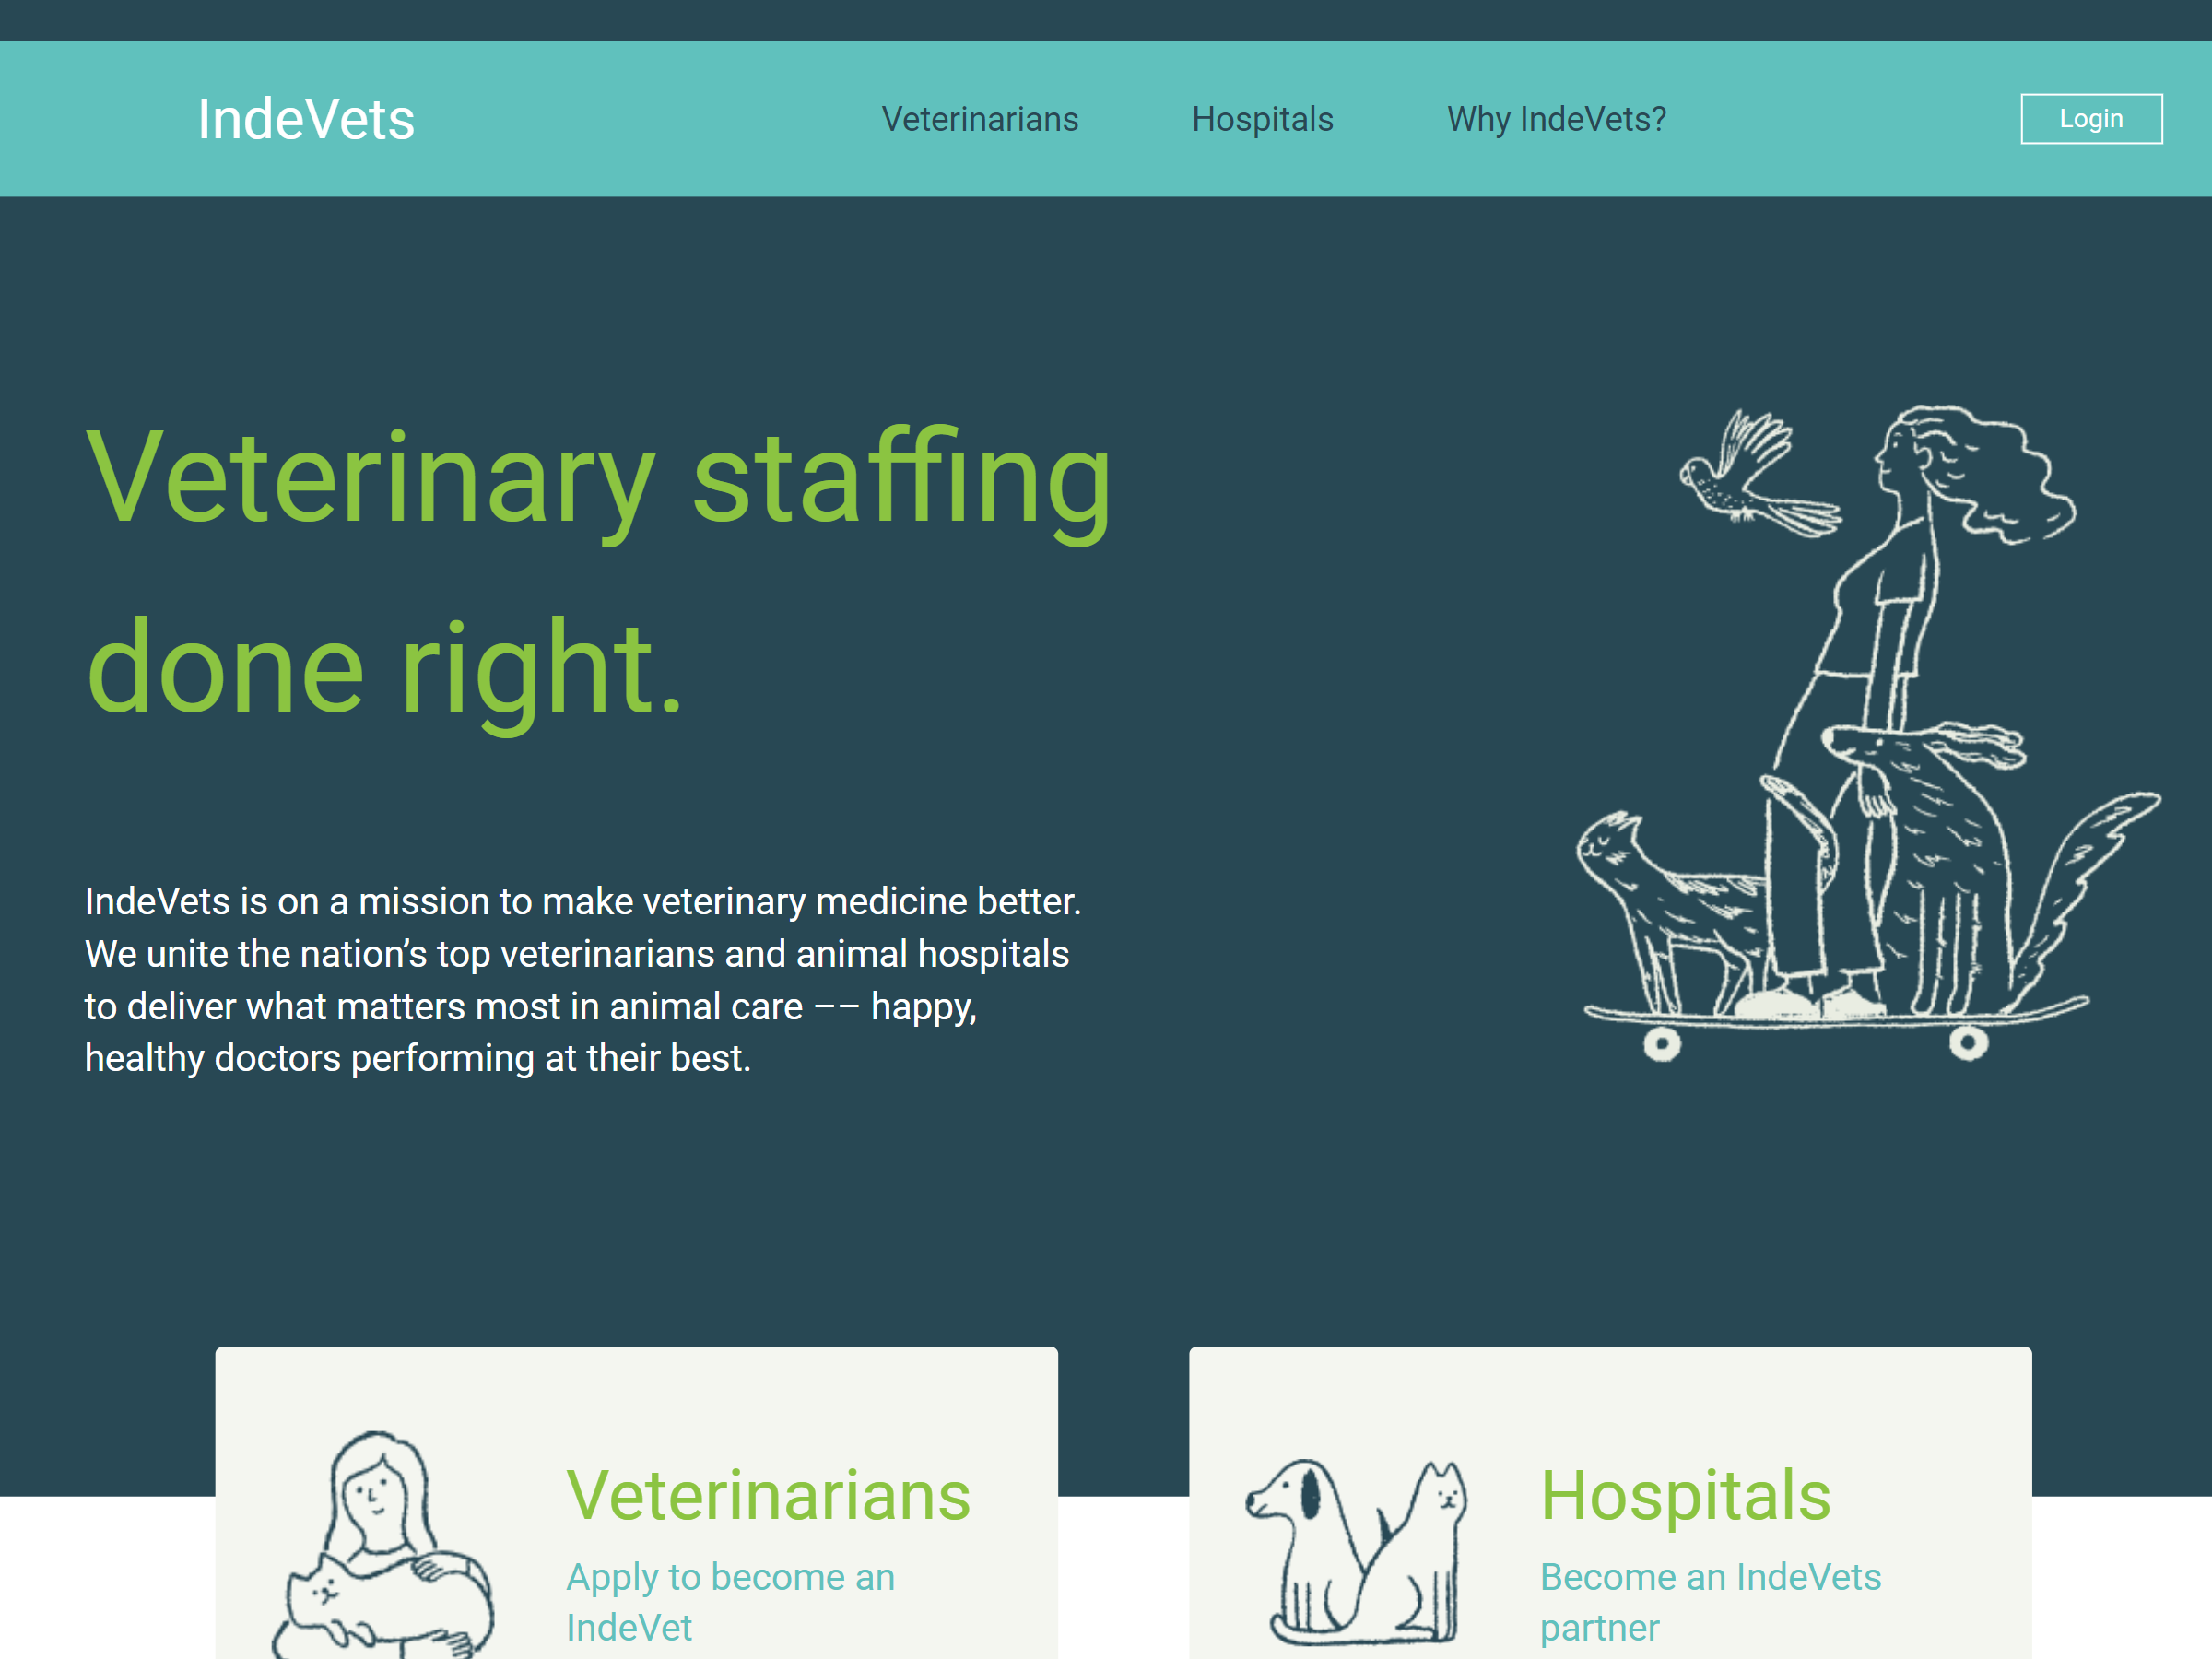 IndeVets
Veterinarians
Hospitals
Why IndeVets?
Login
Veterinary staffing
done right.
IndeVets is on a mission to make veterinary medicine better.
We unite the nation’s top veterinarians and animal hospitals
to deliver what matters most in animal care –– happy,
healthy doctors performing at their best.
Veterinarians
Apply to become an
IndeVet
Hospitals
Become an IndeVets
partner